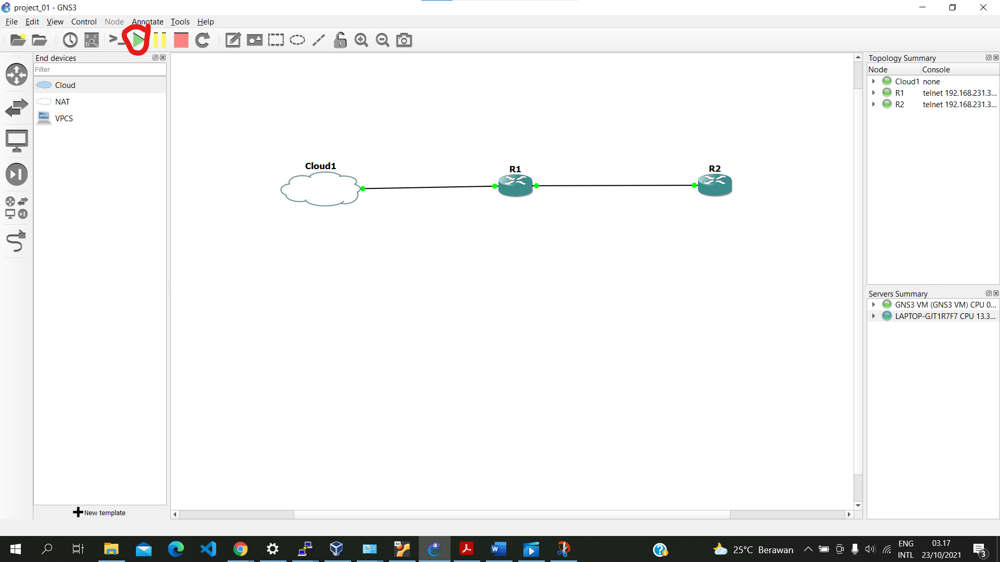 project_01 - GNS3
File Edit View Control Node Annotate Tools Help
End devices
Filter
Cloud
NAT
VPCS
New template
Cloud1
R1
R2
Topology Summary
Node Console
Cloud1 none
R1 telnet 192.168.231.3...
R2 telnet 192.168.231.3...
Servers Summary
GNS3 VM (GNS3 VM) CPU 0...
LAPTOP-GJT1R7F7 CPU 13.3...
25°C Berawan
ENG
INTL
03.17
23/10/2021
3